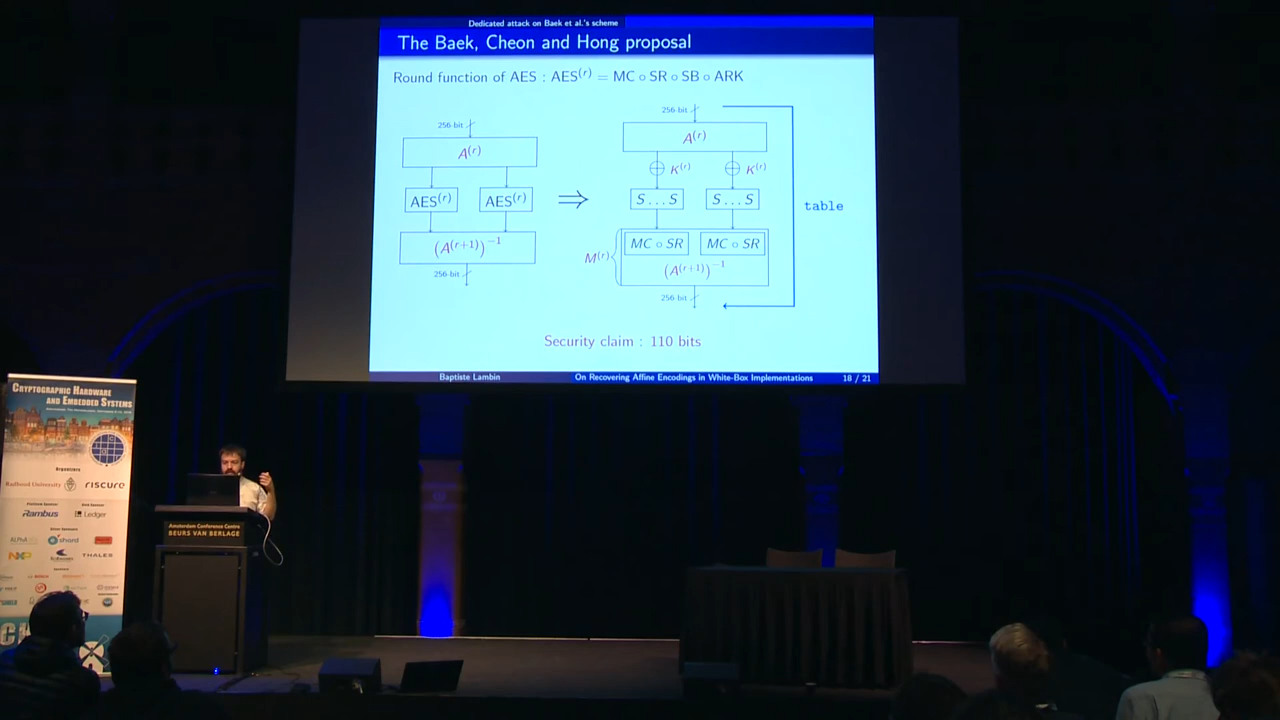 Dedicated attack on Baek et al.'s scheme
The Baek, Cheon and Hong proposal
Round function of AES : AES⁽ʳ⁾ = MC ∘ SR ∘ SB ∘ ARK
256-bit
A⁽ʳ⁾
AES⁽ʳ⁾ AES⁽ʳ⁾
(A⁽ʳ⁺¹⁾)⁻¹
256-bit
⇒
256-bit
A⁽ʳ⁾
⊕ K⁽ʳ⁾ ⊕ K⁽ʳ⁾
S . . . S S . . . S
MC ∘ SR MC ∘ SR
M⁽ʳ⁾
(A⁽ʳ⁺¹⁾)⁻¹
256-bit
table
Security claim : 110 bits
Baptiste Lambin On Recovering Affine Encodings in White-Box Implementations 18 / 21
Cryptographic Hardware
and Embedded Systems
Organizers
Radboud University riscure
Rambus Ledger
shard
NXP THALES
Amsterdam Conference Centre
BEURS VAN BERLAGE